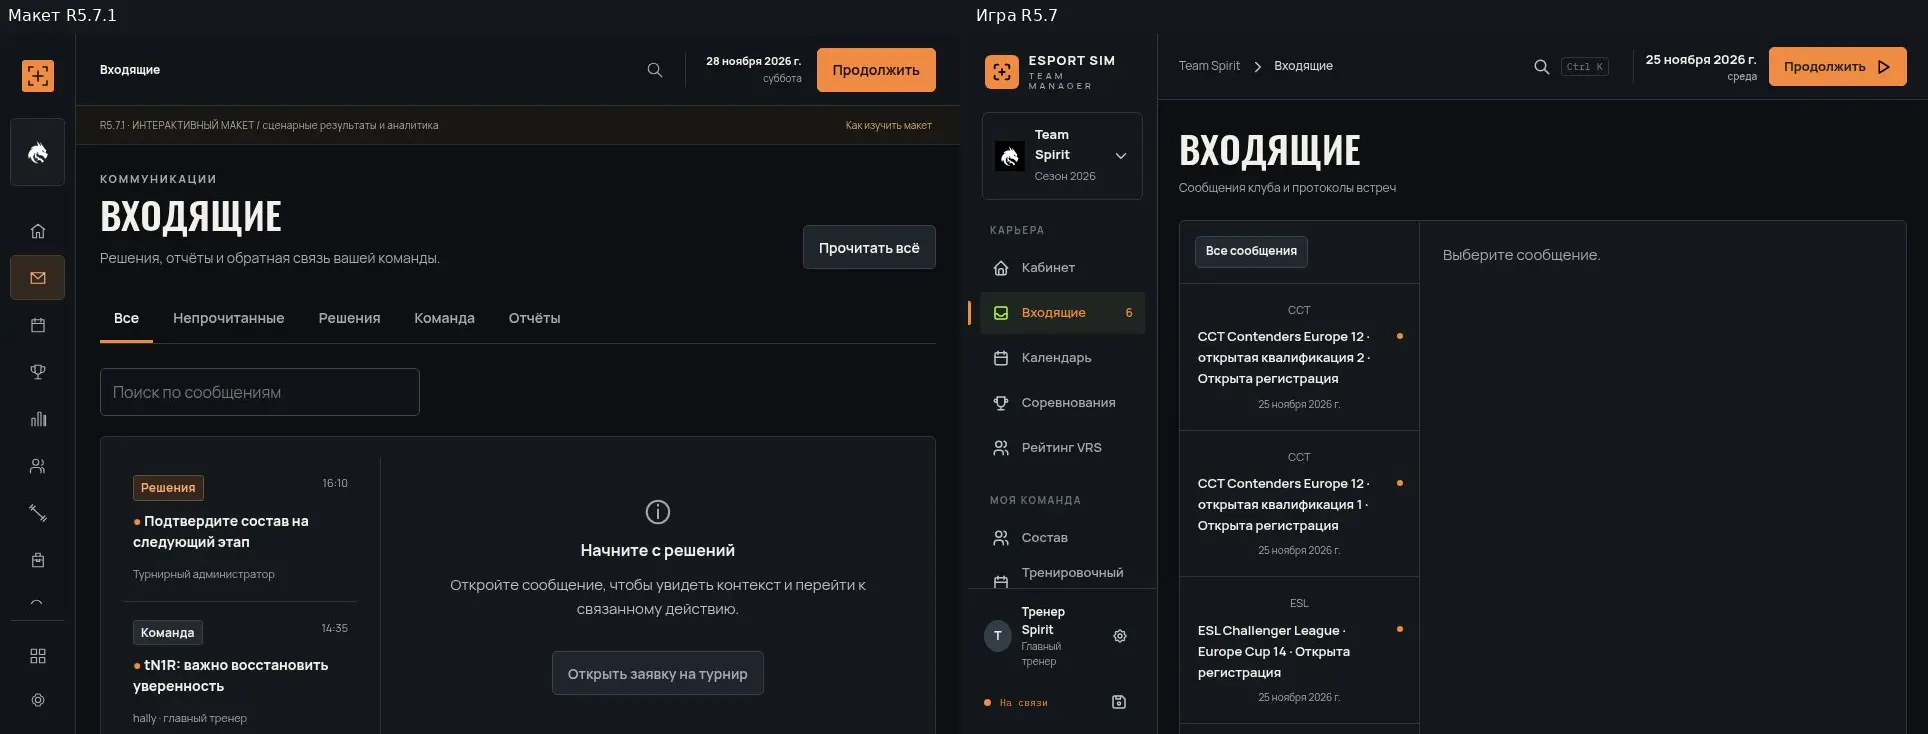 Макет R5.7.1
Входящие
28 ноября 2026 г.
суббота
Продолжить
R5.7.1 · ИНТЕРАКТИВНЫЙ МАКЕТ / сценарные результаты и аналитика
Как изучить макет
КОММУНИКАЦИИ
ВХОДЯЩИЕ
Решения, отчёты и обратная связь вашей команды.
Прочитать всё
Все
Непрочитанные
Решения
Команда
Отчёты
Поиск по сообщениям
Решения
16:10
Подтвердите состав на
следующий этап
Турнирный администратор
Команда
14:35
tN1R: важно восстановить
уверенность
hally · главный тренер
Начните с решений
Откройте сообщение, чтобы увидеть контекст и перейти к
связанному действию.
Открыть заявку на турнир
Игра R5.7
ESPORT SIM
TEAM
MANAGER
Team
Spirit
Сезон 2026
КАРЬЕРА
Кабинет
Входящие
6
Календарь
Соревнования
Рейтинг VRS
МОЯ КОМАНДА
Состав
Тренировочный
Тренер
Spirit
Главный
тренер
T
На связи
Team Spirit
Входящие
Ctrl K
25 ноября 2026 г.
среда
Продолжить
ВХОДЯЩИЕ
Сообщения клуба и протоколы встреч
Все сообщения
Выберите сообщение.
CCT
CCT Contenders Europe 12 ·
открытая квалификация 2 ·
Открыта регистрация
25 ноября 2026 г.
CCT
CCT Contenders Europe 12 ·
открытая квалификация 1 ·
Открыта регистрация
25 ноября 2026 г.
ESL
ESL Challenger League ·
Europe Cup 14 · Открыта
регистрация
25 ноября 2026 г.